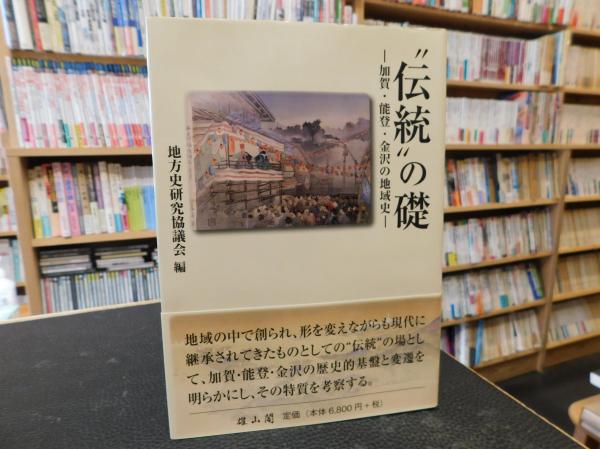 “伝統”の礎
―加賀・能登・金沢の地域史―
地方史研究協議会 編
地域の中で創られ、形を変えながらも現代に
継承されてきたものとしての“伝統”の場とし
て、加賀・能登・金沢の歴史的基盤と変遷を
明らかにし、その特質を考察する。
雄山閣 定価（本体6,800円+税）